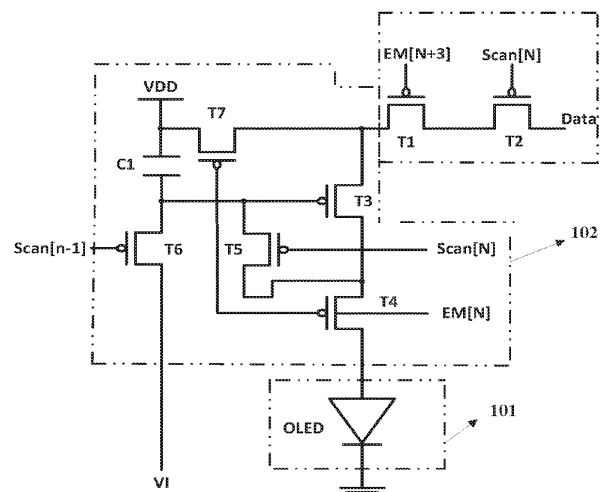 EM[N+3] Scan[N]
VDD
T7
Data
T1 T2
C1
T3
Scan[n-1]
T6 T5
Scan[N]
102
T4
EM[N]
OLED
101
VI